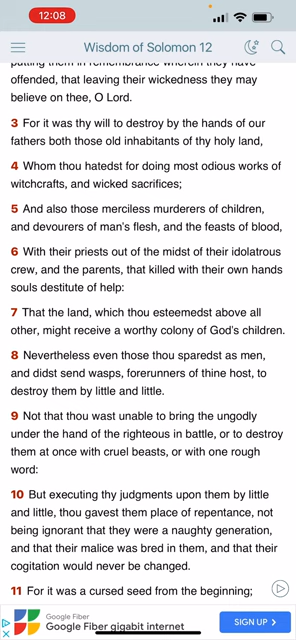 12:08
Wisdom of Solomon 12
putting them in remembrance wherein they have
offended, that leaving their wickedness they may
believe on thee, O Lord.
3 For it was thy will to destroy by the hands of our
fathers both those old inhabitants of thy holy land,
4 Whom thou hatedst for doing most odious works of
witchcrafts, and wicked sacrifices;
5 And also those merciless murderers of children,
and devourers of man's flesh, and the feasts of blood,
6 With their priests out of the midst of their idolatrous
crew, and the parents, that killed with their own hands
souls destitute of help:
7 That the land, which thou esteemedst above all
other, might receive a worthy colony of God's children.
8 Nevertheless even those thou sparedst as men,
and didst send wasps, forerunners of thine host, to
destroy them by little and little.
9 Not that thou wast unable to bring the ungodly
under the hand of the righteous in battle, or to destroy
them at once with cruel beasts, or with one rough
word:
10 But executing thy judgments upon them by little
and little, thou gavest them place of repentance, not
being ignorant that they were a naughty generation,
and that their malice was bred in them, and that their
cogitation would never be changed.
11 For it was a cursed seed from the beginning;
Google Fiber
Google Fiber gigabit internet
SIGN UP >